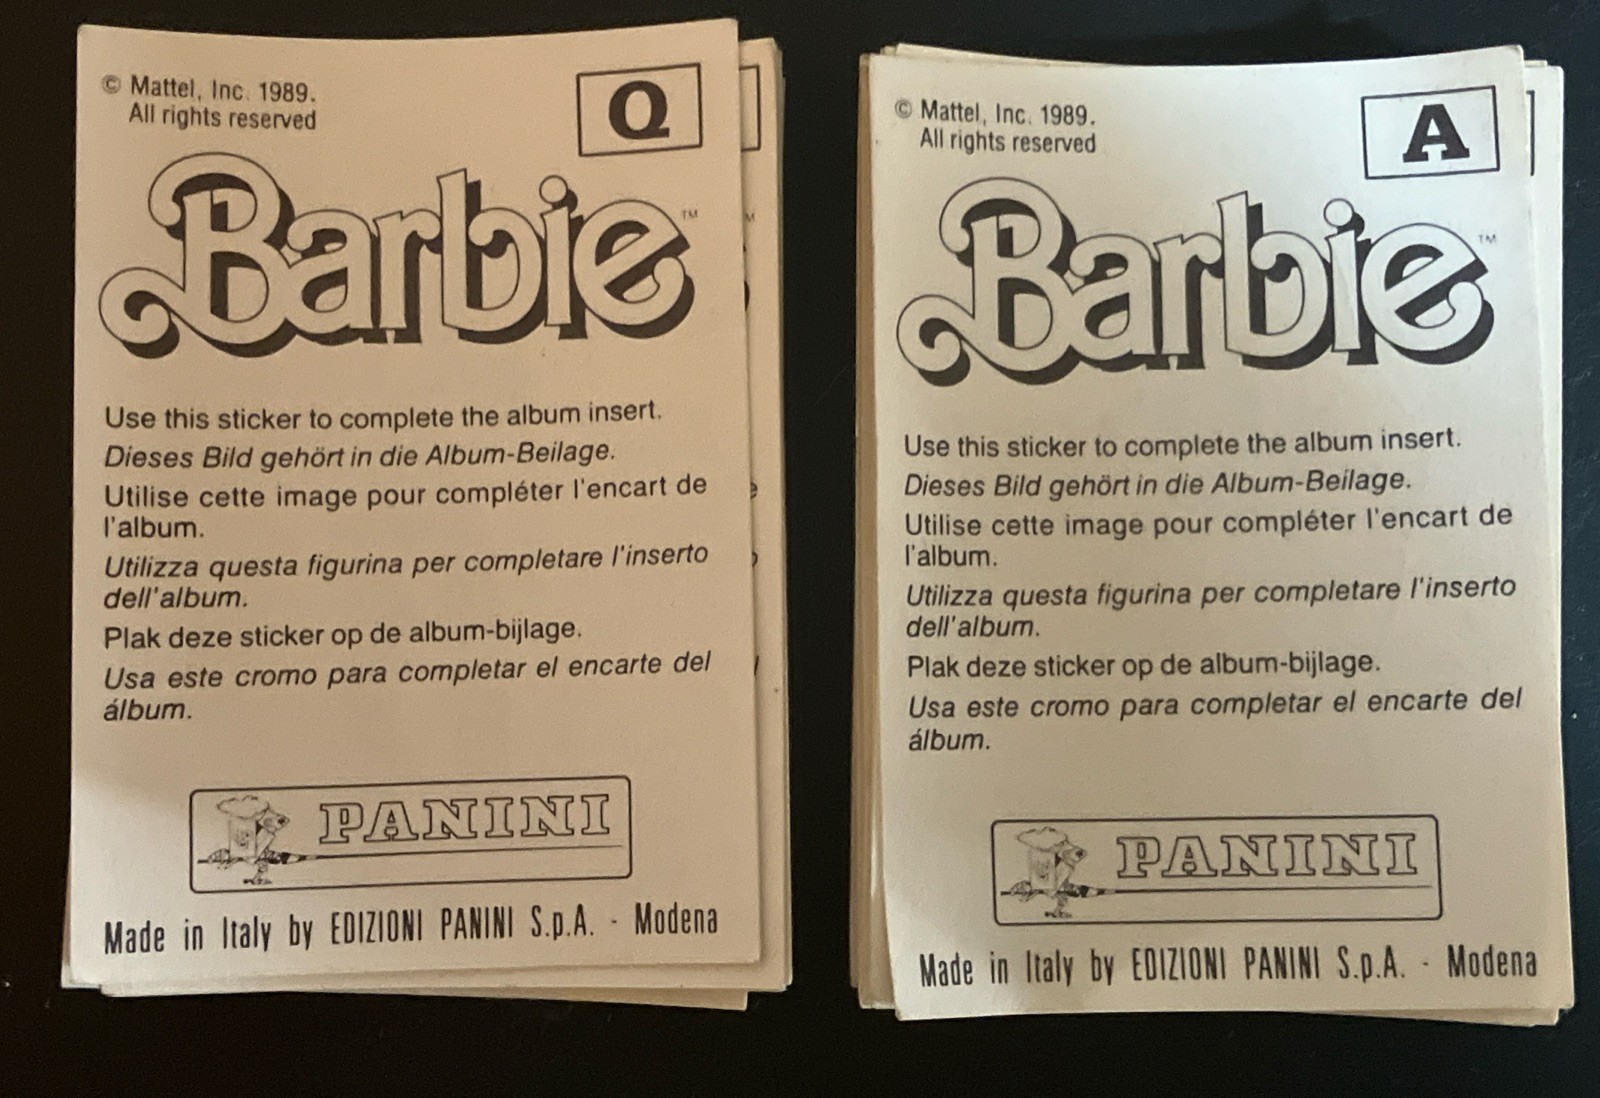 © Mattel, Inc. 1989.
All rights reserved
Q
Barbie™
Use this sticker to complete the album insert.
Dieses Bild gehört in die Album-Beilage.
Utilise cette image pour compléter l'encart de
l'album.
Utilizza questa figurina per completare l'inserto
dell'album.
Plak deze sticker op de album-bijlage.
Usa este cromo para completar el encarte del
álbum.
PANINI
Made in Italy by EDIZIONI PANINI S.p.A. - Modena
© Mattel, Inc. 1989.
All rights reserved
A
Barbie™
Use this sticker to complete the album insert.
Dieses Bild gehört in die Album-Beilage.
Utilise cette image pour compléter l'encart de
l'album.
Utilizza questa figurina per completare l'inserto
dell'album.
Plak deze sticker op de album-bijlage.
Usa este cromo para completar el encarte del
álbum.
PANINI
Made in Italy by EDIZIONI PANINI S.p.A. - Modena